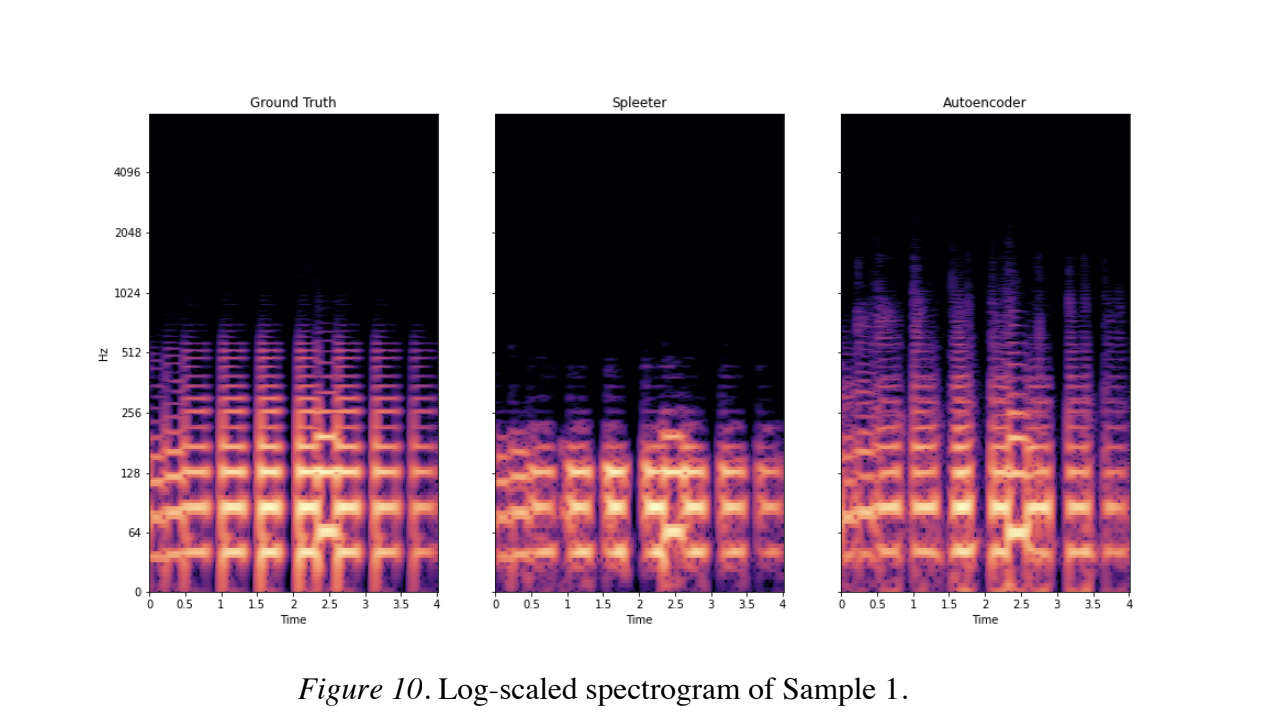 Ground Truth Spleeter Autoencoder
4096
2048
1024
512
256
128
64
0
Hz
0 0.5 1 1.5 2 2.5 3 3.5 4 0 0.5 1 1.5 2 2.5 3 3.5 4 0 0.5 1 1.5 2 2.5 3 3.5 4
Time Time Time
Figure 10. Log-scaled spectrogram of Sample 1.